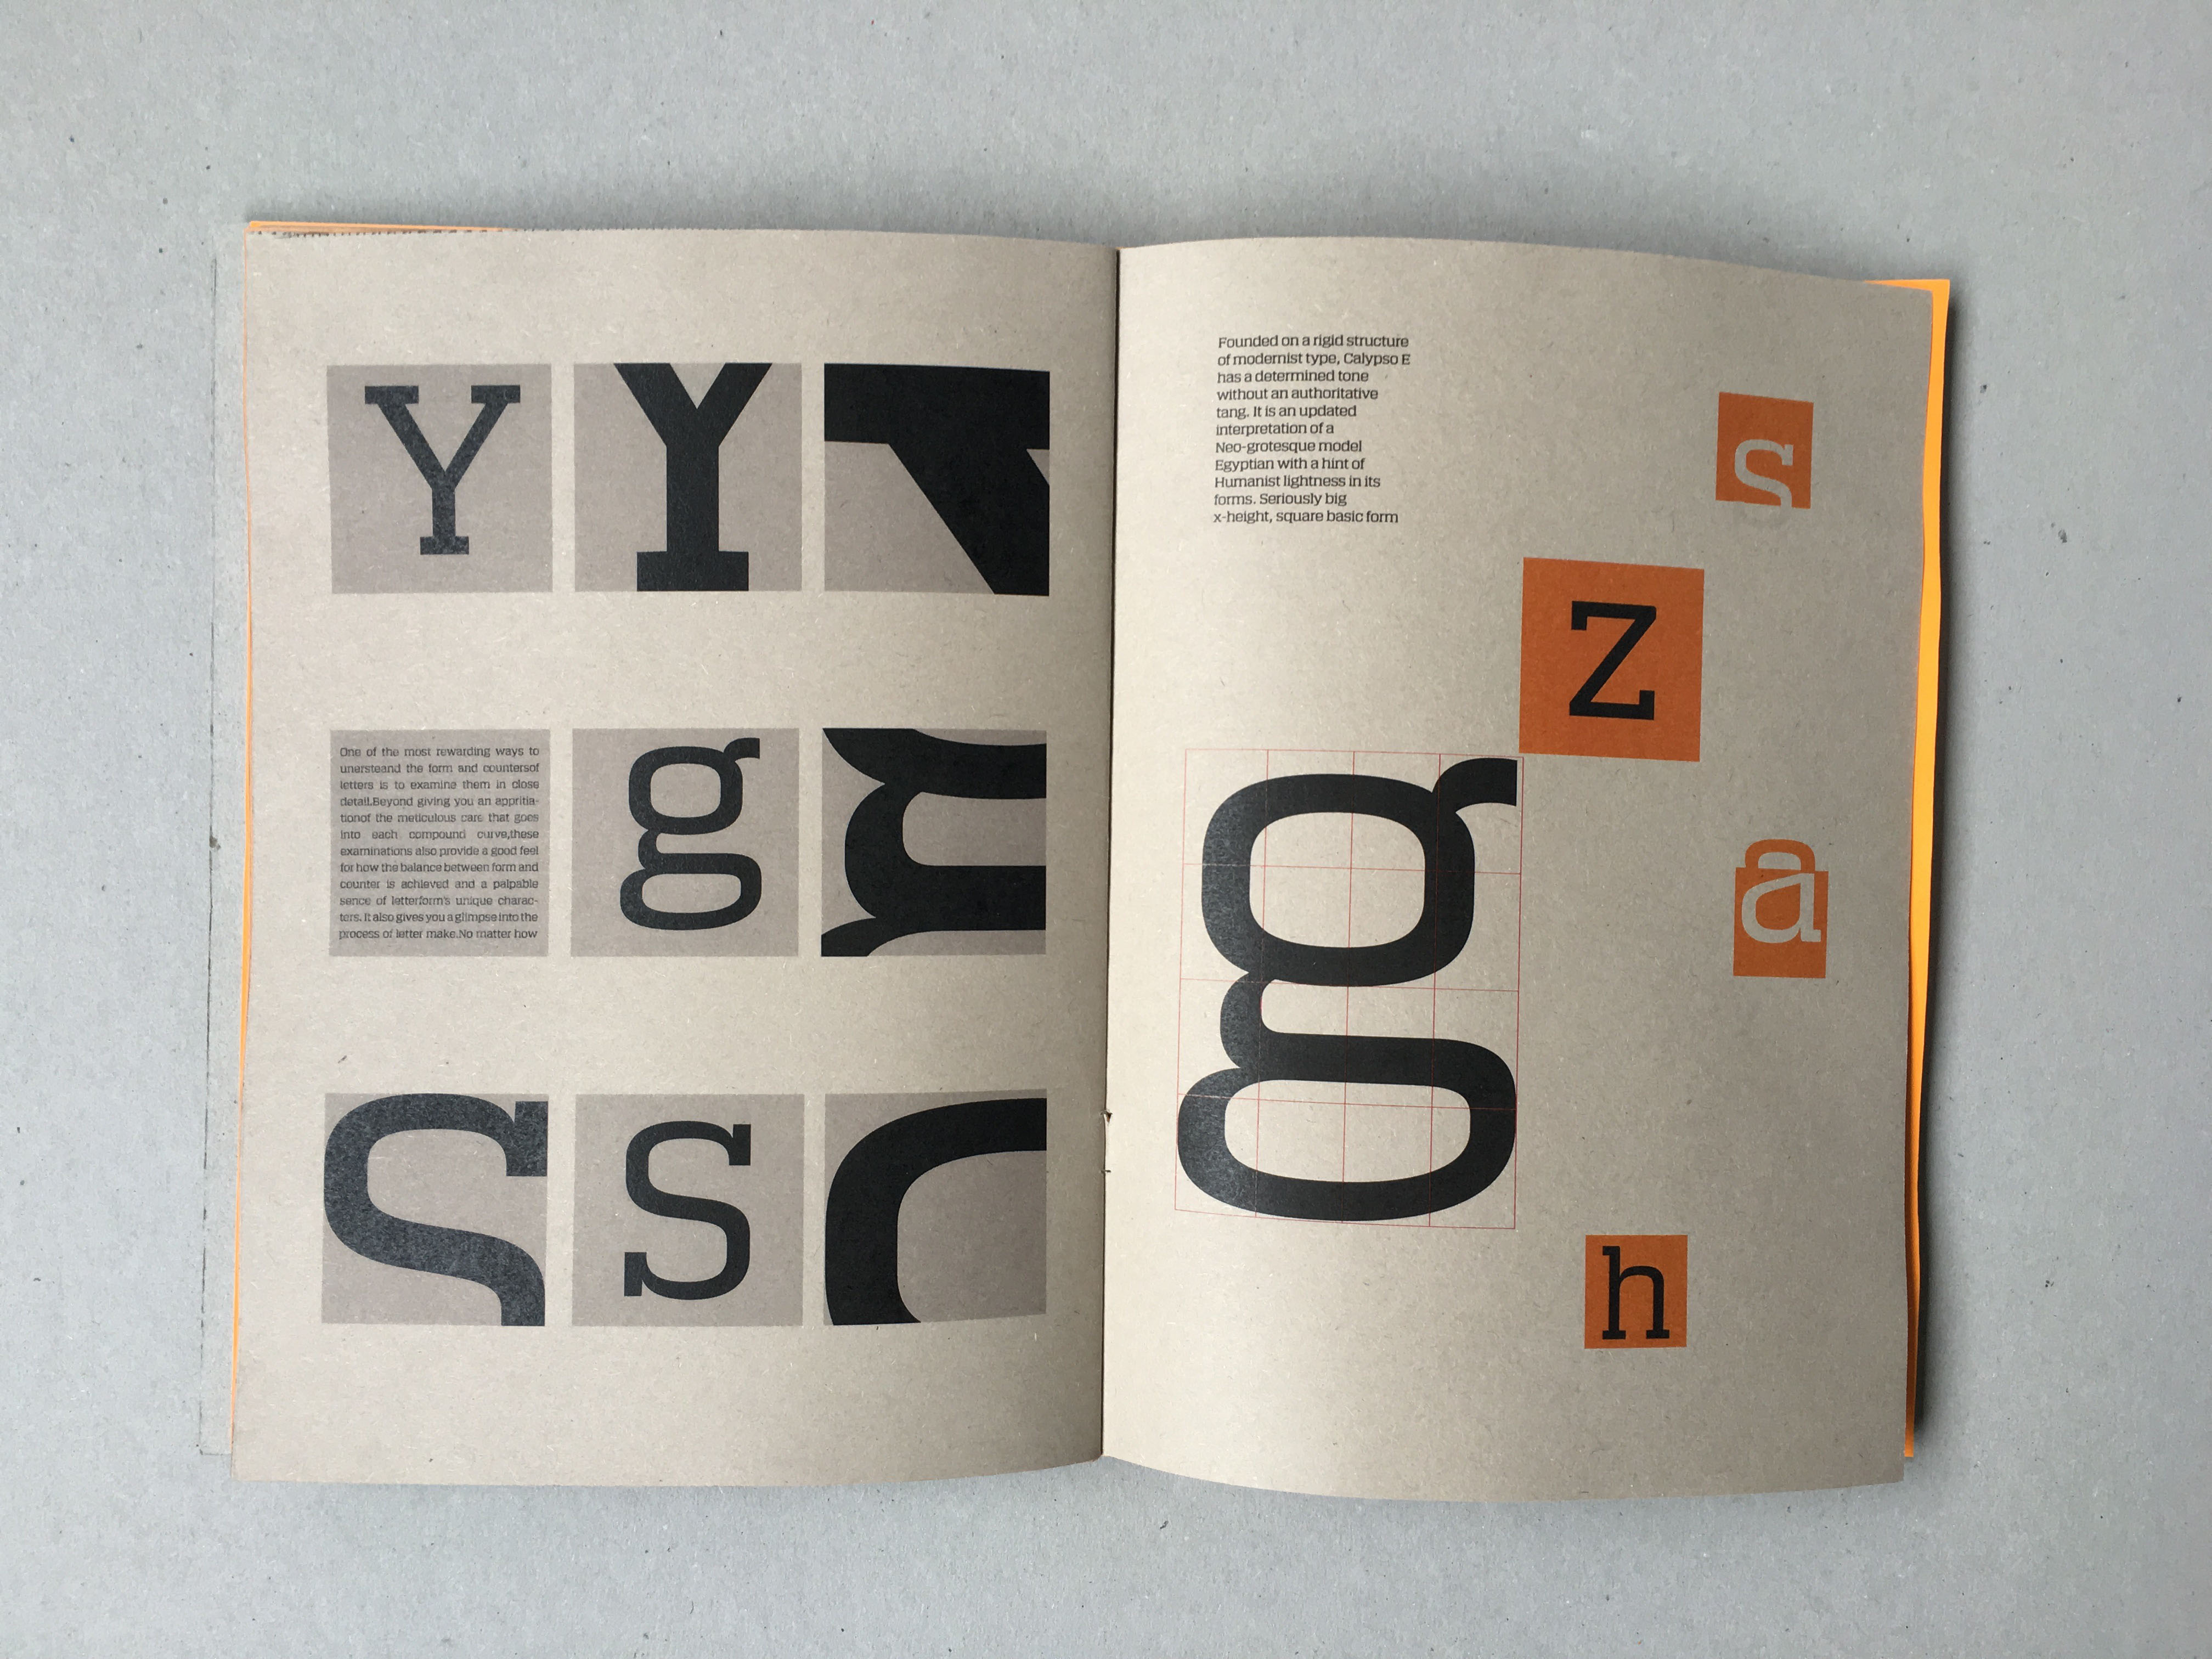 Y
Y
One of the most rewarding ways to
unersteand the form and countersof
letters is to examine them in close
detail.Beyond giving you an appritia-
tionof the meticulous care that goes
into each compound curve,these
examinations also provide a good feel
for how the balance between form and
counter is achieved and a palpable
sence of letterform's unique charac-
ters. It also gives you a glimpse into the
process of letter make.No matter how
g
g
S
S
Founded on a rigid structure
of modernist type, Calypso E
has a determined tone
without an authoritative
tang. It is an updated
interpretation of a
Neo-grotesque model
Egyptian with a hint of
Humanist lightness in its
forms. Seriously big
x-height, square basic form
s
z
g
a
h